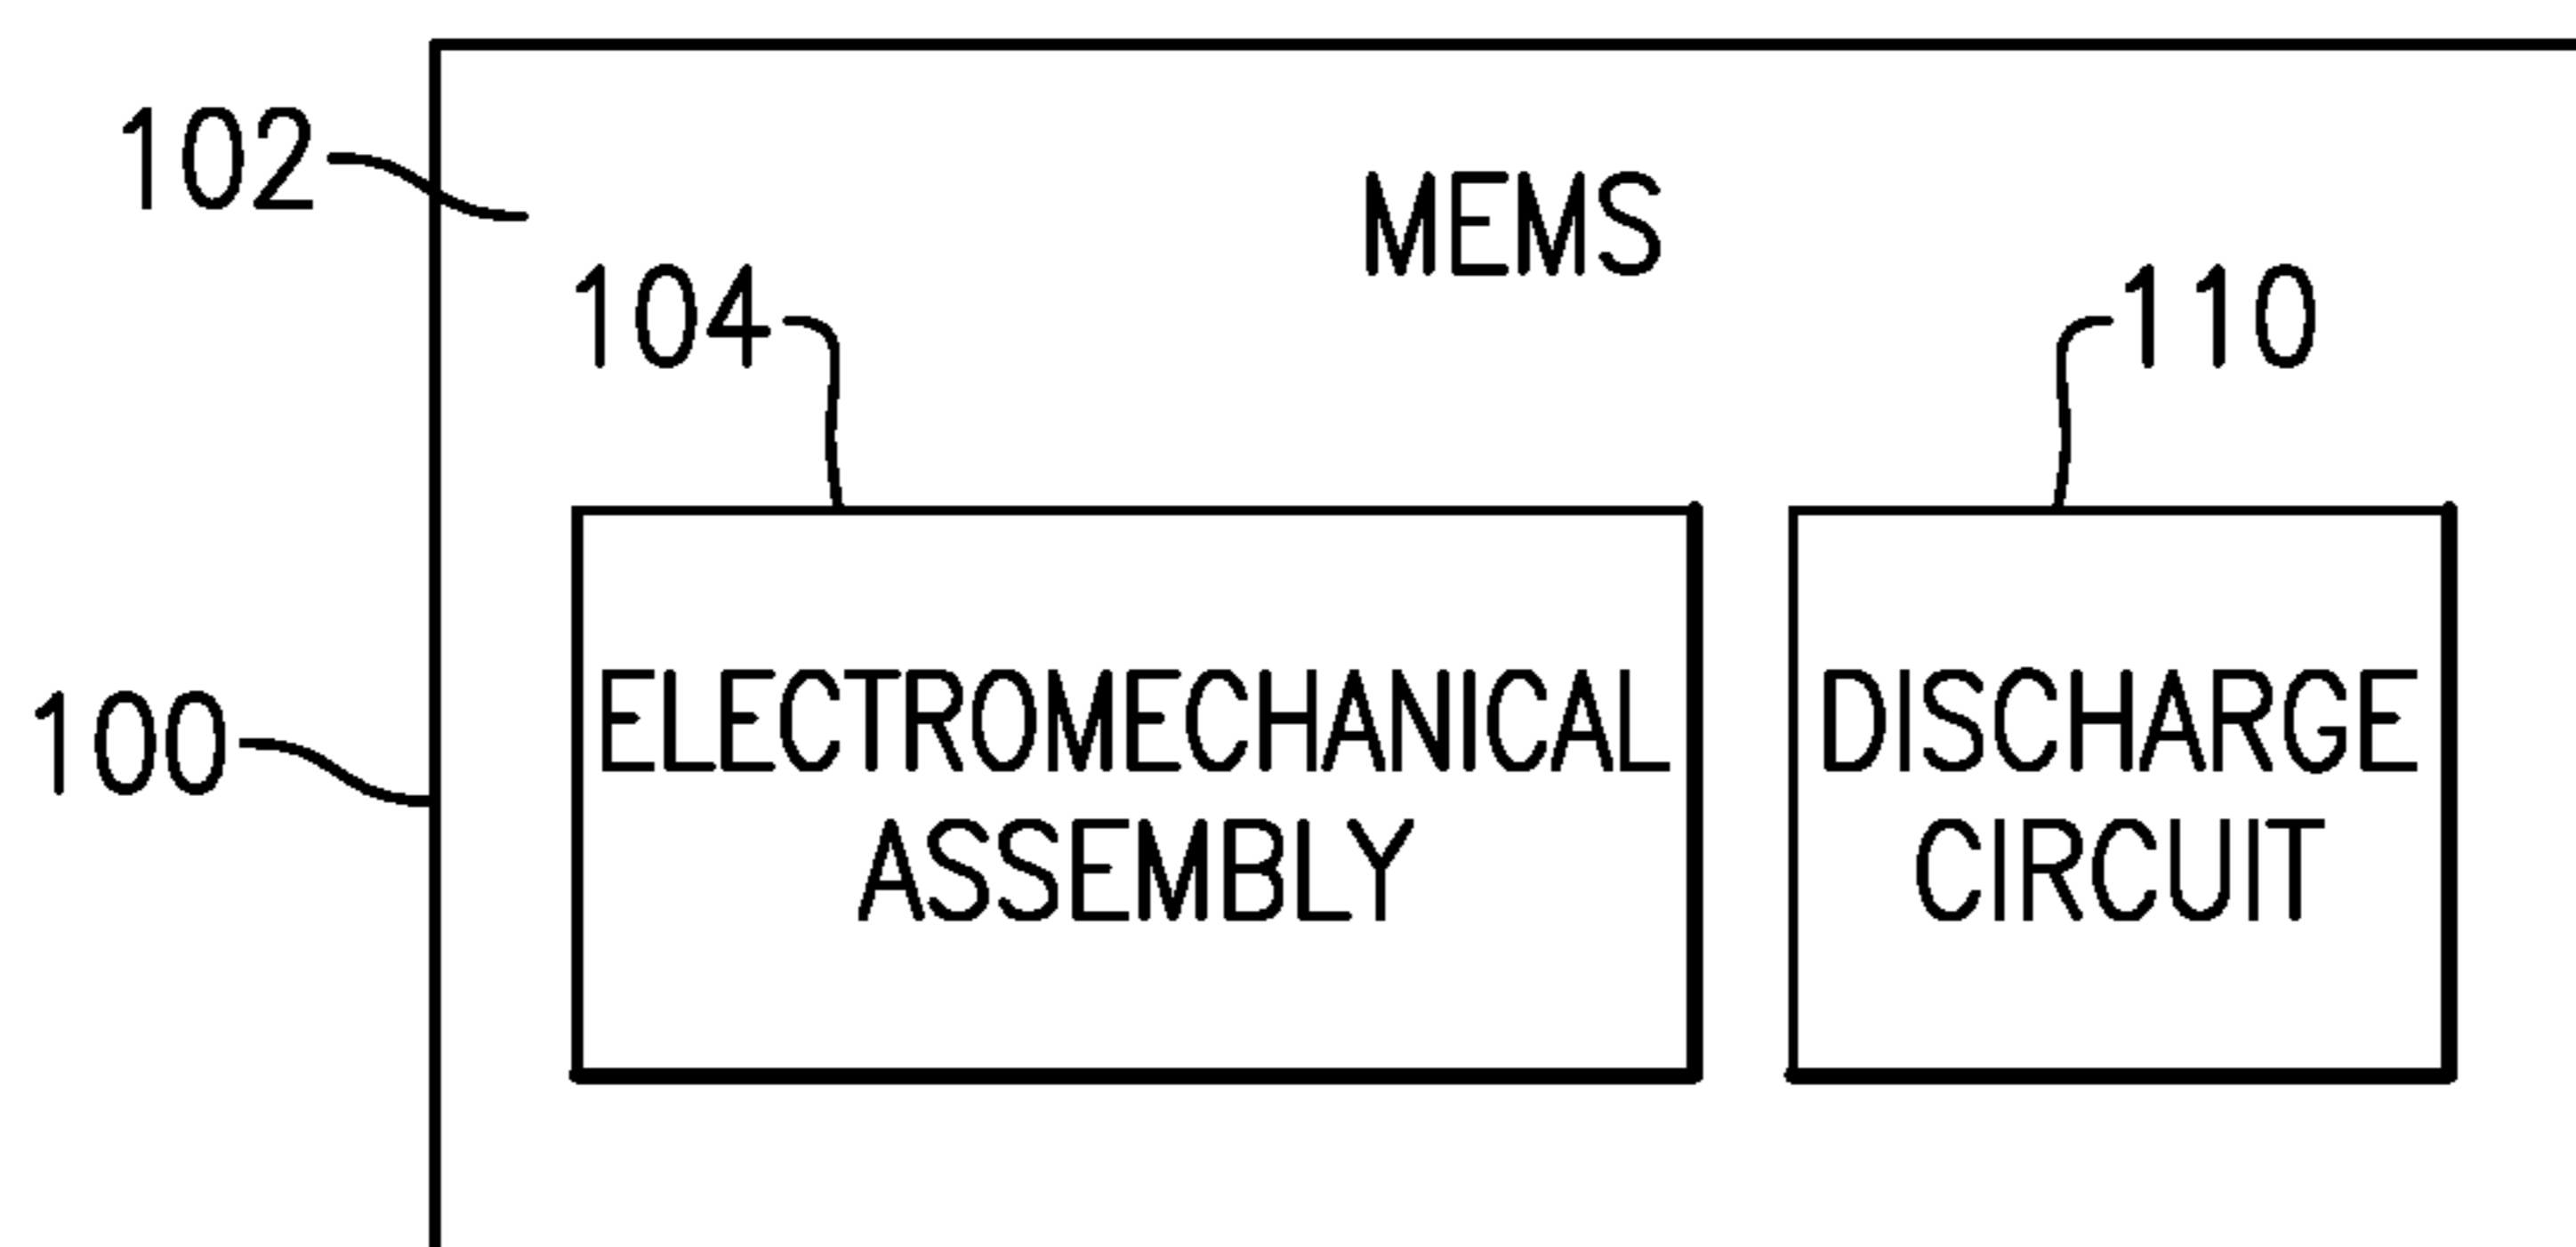 102
MEMS
104
110
100
ELECTROMECHANICAL
ASSEMBLY
DISCHARGE
CIRCUIT